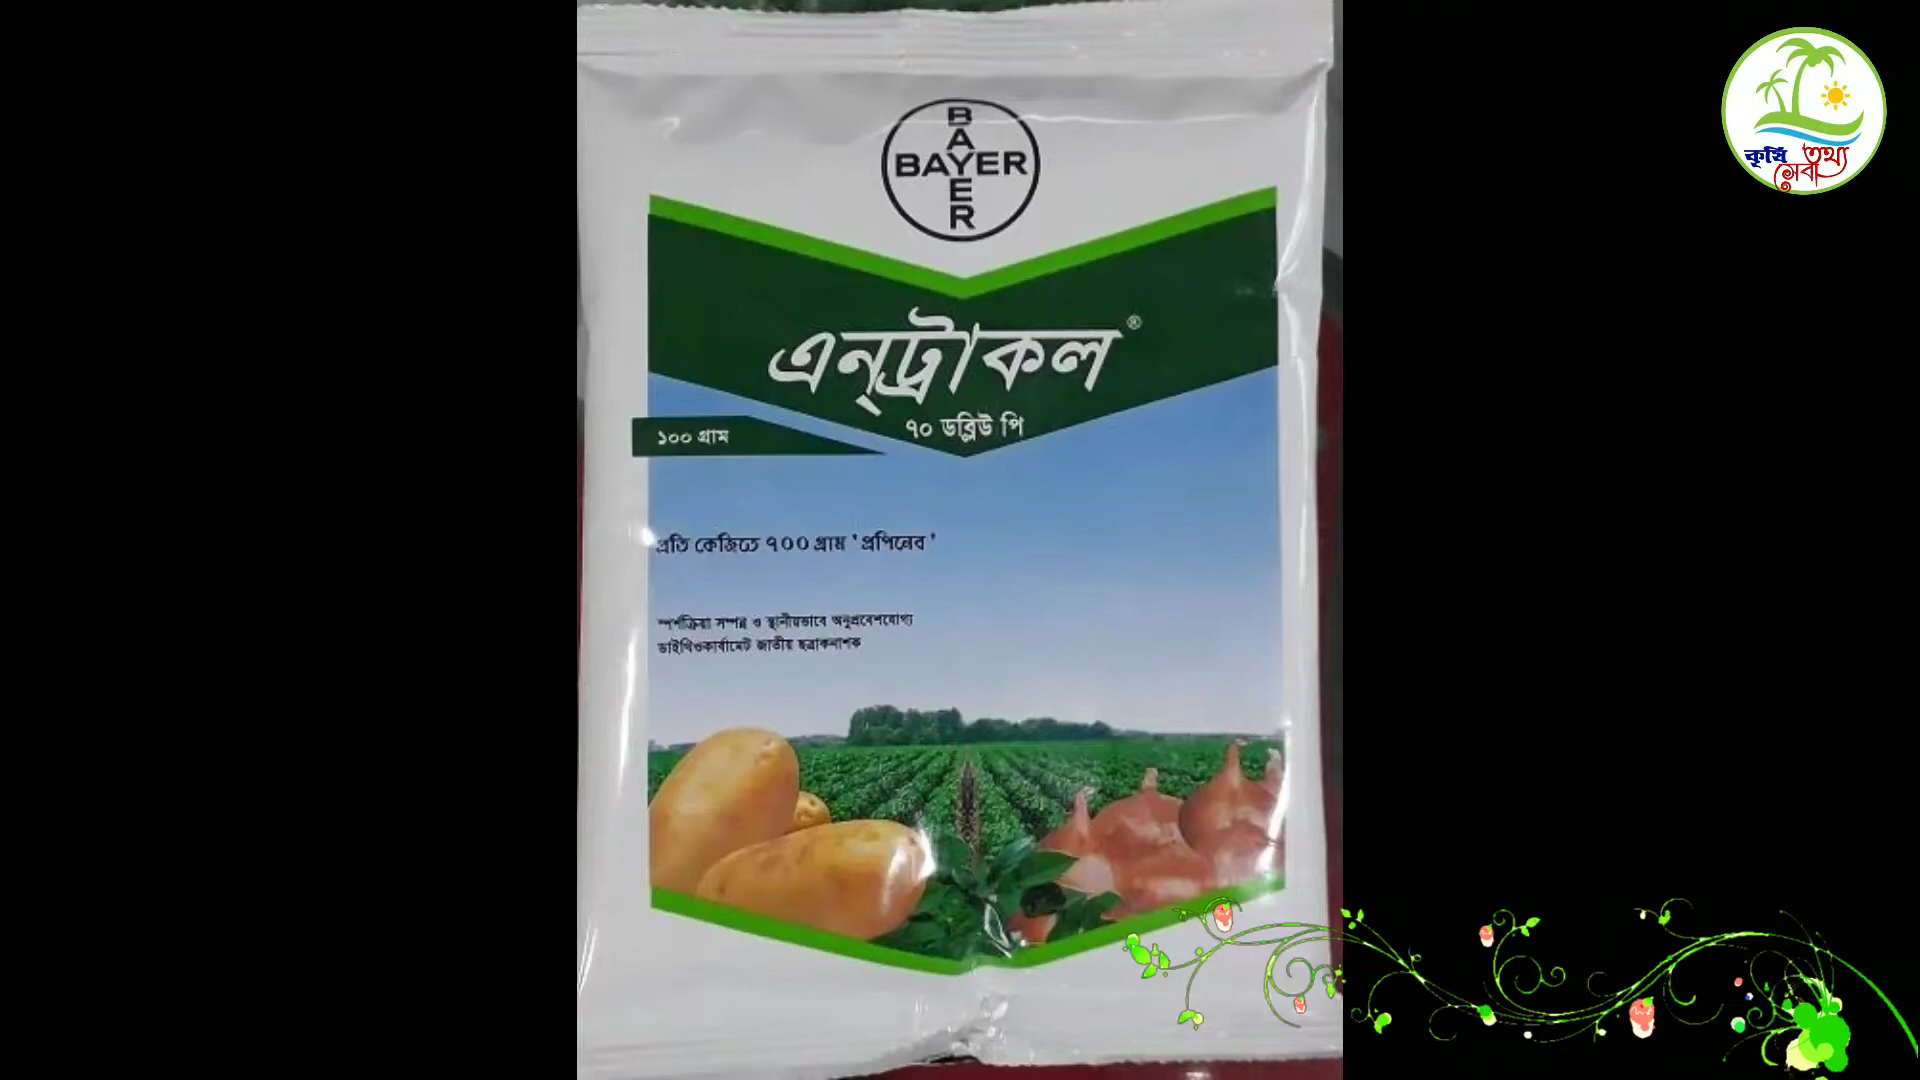 BAYER
BAYER
এন্ট্রাকল®
৭০ ডব্লিউ পি
১০০ গ্রাম
প্রতি কেজিতে ৭০০ গ্রাম 'প্রপিনেব'
স্পর্শক্রিয়া সম্পন্ন ও স্থানীয়ভাবে অনুপ্রবেশযোগ্য
ডাইথিওকার্বামেট জাতীয় ছত্রাকনাশক
কৃষি তথ্য
সেবা